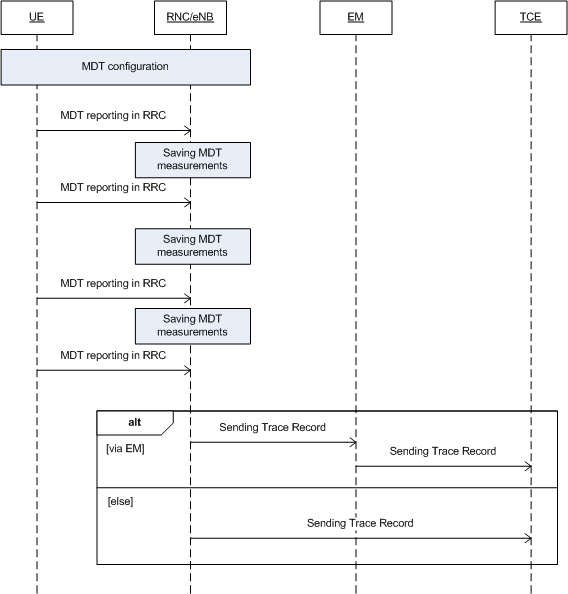 UE
RNC/eNB
EM
TCE
MDT configuration
MDT reporting in RRC
Saving MDT
measurements
MDT reporting in RRC
Saving MDT
measurements
MDT reporting in RRC
Saving MDT
measurements
MDT reporting in RRC
alt
Sending Trace Record
[via EM]
Sending Trace Record
[else]
Sending Trace Record